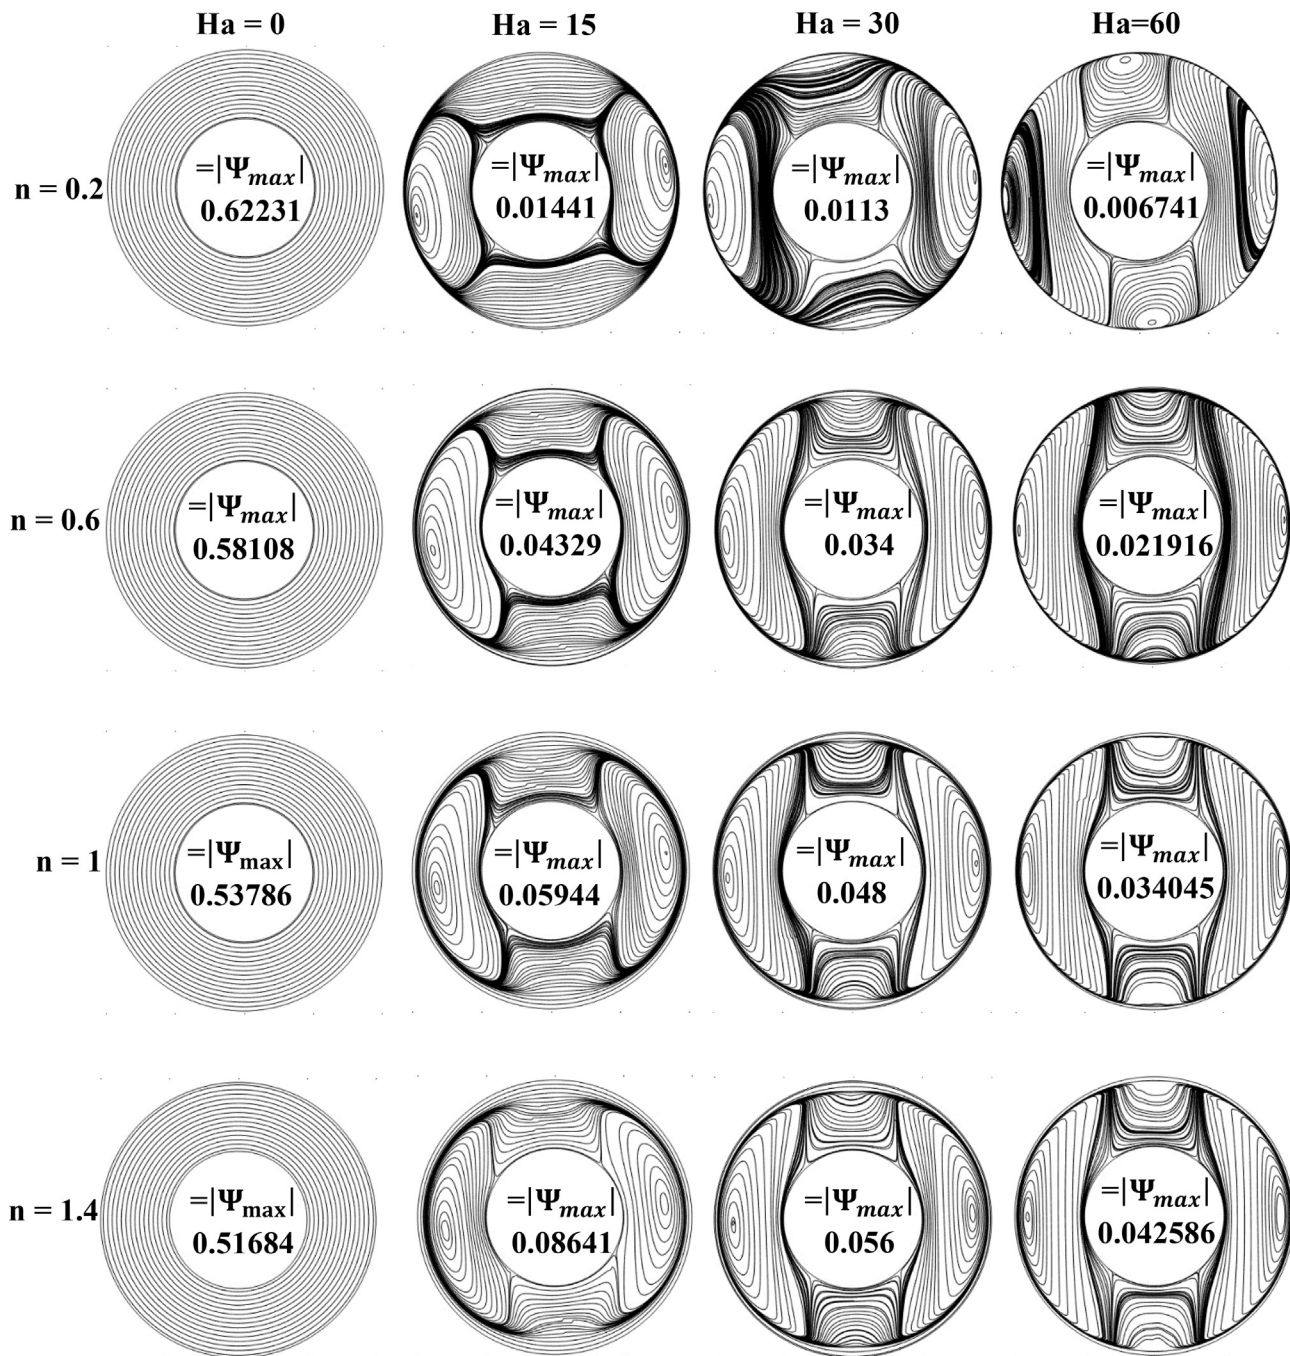 Ha = 0
Ha = 15
Ha = 30
Ha=60
n = 0.2
=|Ψmax|
0.62231
=|Ψmax|
0.01441
=|Ψmax|
0.0113
=|Ψmax|
0.006741
n = 0.6
=|Ψmax|
0.58108
=|Ψmax|
0.04329
=|Ψmax|
0.034
=|Ψmax|
0.021916
n = 1
=|Ψmax|
0.53786
=|Ψmax|
0.05944
=|Ψmax|
0.048
=|Ψmax|
0.034045
n = 1.4
=|Ψmax|
0.51684
=|Ψmax|
0.08641
=|Ψmax|
0.056
=|Ψmax|
0.042586